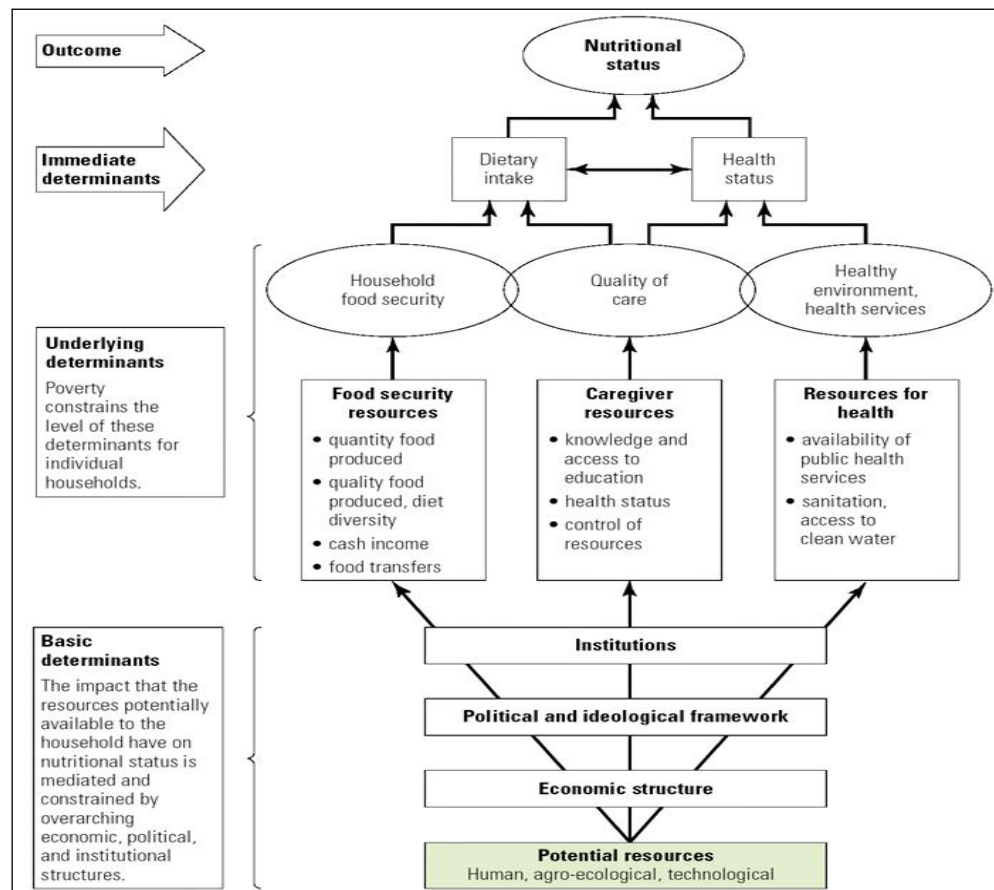 Outcome
Nutritional
status
Immediate
determinants
Dietary
intake
Health
status
Household
food security
Quality of
care
Healthy
environment,
health services
Underlying
determinants
Poverty
constrains the
level of these
determinants for
individual
households.
Food security
resources
• quantity food
produced
• quality food
produced, diet
diversity
• cash income
• food transfers
Caregiver
resources
• knowledge and
access to
education
• health status
• control of
resources
Resources for
health
• availability of
public health
services
• sanitation,
access to
clean water
Basic
determinants
The impact that the
resources potentially
available to the
household have on
nutritional status is
mediated and
constrained by
overarching
economic, political,
and institutional
structures.
Institutions
Political and ideological framework
Economic structure
Potential resources
Human, agro-ecological, technological